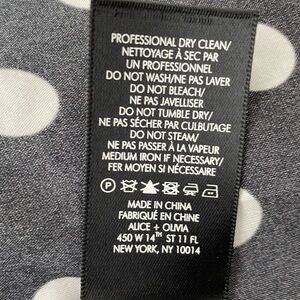 PROFESSIONAL DRY CLEAN/
NETTOYAGE À SEC PAR
UN PROFESSIONNEL
DO NOT WASH/NE PAS LAVER
DO NOT BLEACH/
NE PAS JAVELLISER
DO NOT TUMBLE DRY/
NE PAS SÉCHER PAR CULBUTAGE
DO NOT STEAM/
NE PAS PASSER À LA VAPEUR
MEDIUM IRON IF NECESSARY/
FER MOYEN SI NÉCESSAIRE
P
MADE IN CHINA
FABRIQUÉ EN CHINE
ALICE + OLIVIA
450 W 14TH ST 11 FL
NEW YORK, NY 10014